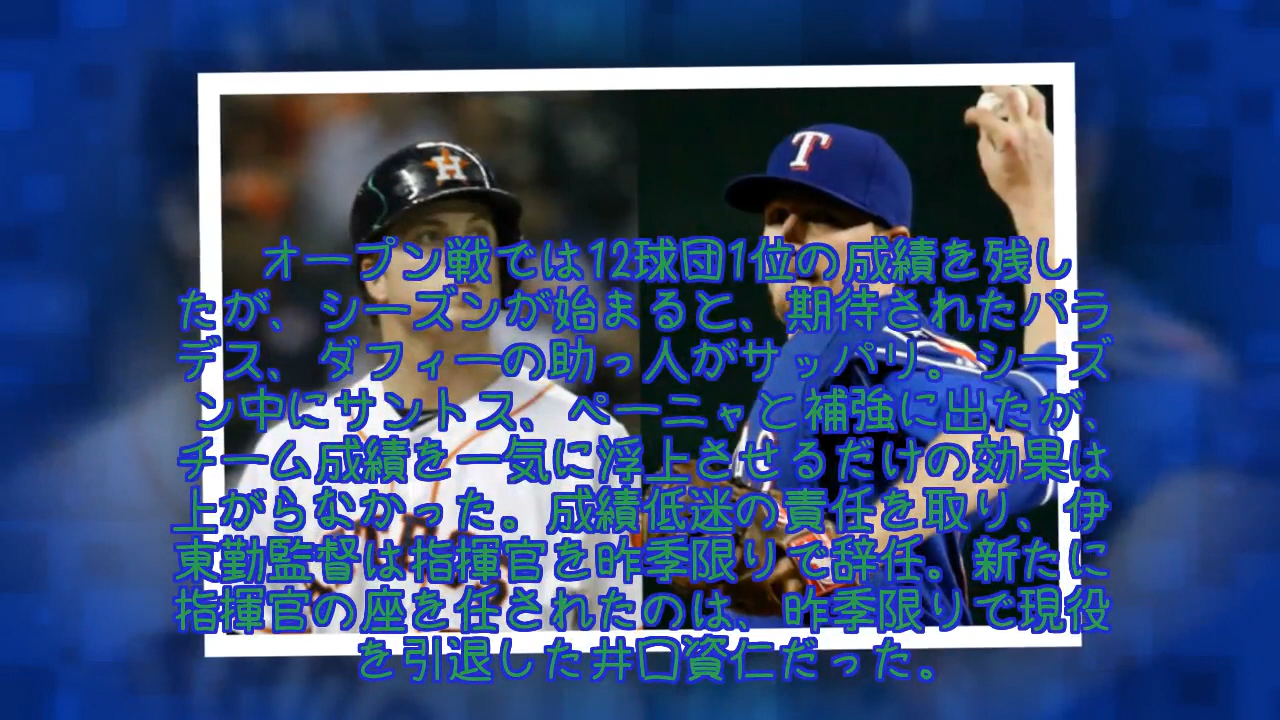 オープン戦では12球団1位の成績を残し
たが、シーズンが始まると、期待されたパラ
デス、ダフィーの助っ人がサッパリ。シーズ
ン中にサントス、ペーニャと補強に出たが、
チーム成績を一気に浮上させるだけの効果は
上がらなかった。成績低迷の責任を取り、伊
東勤監督は指揮官を昨季限りで辞任。新たに
指揮官の座を任されたのは、昨季限りで現役
を引退した井口資仁だった。
H
T